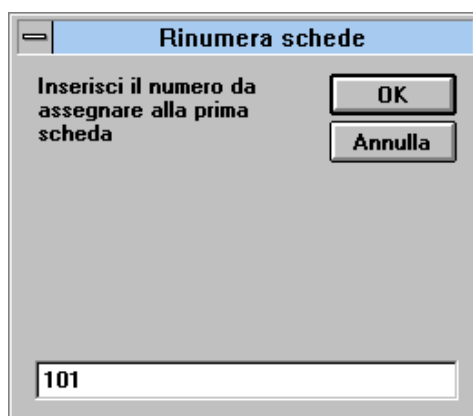 Rinumera schede
Inserisci il numero da
assegnare alla prima
scheda
OK
Annulla
101